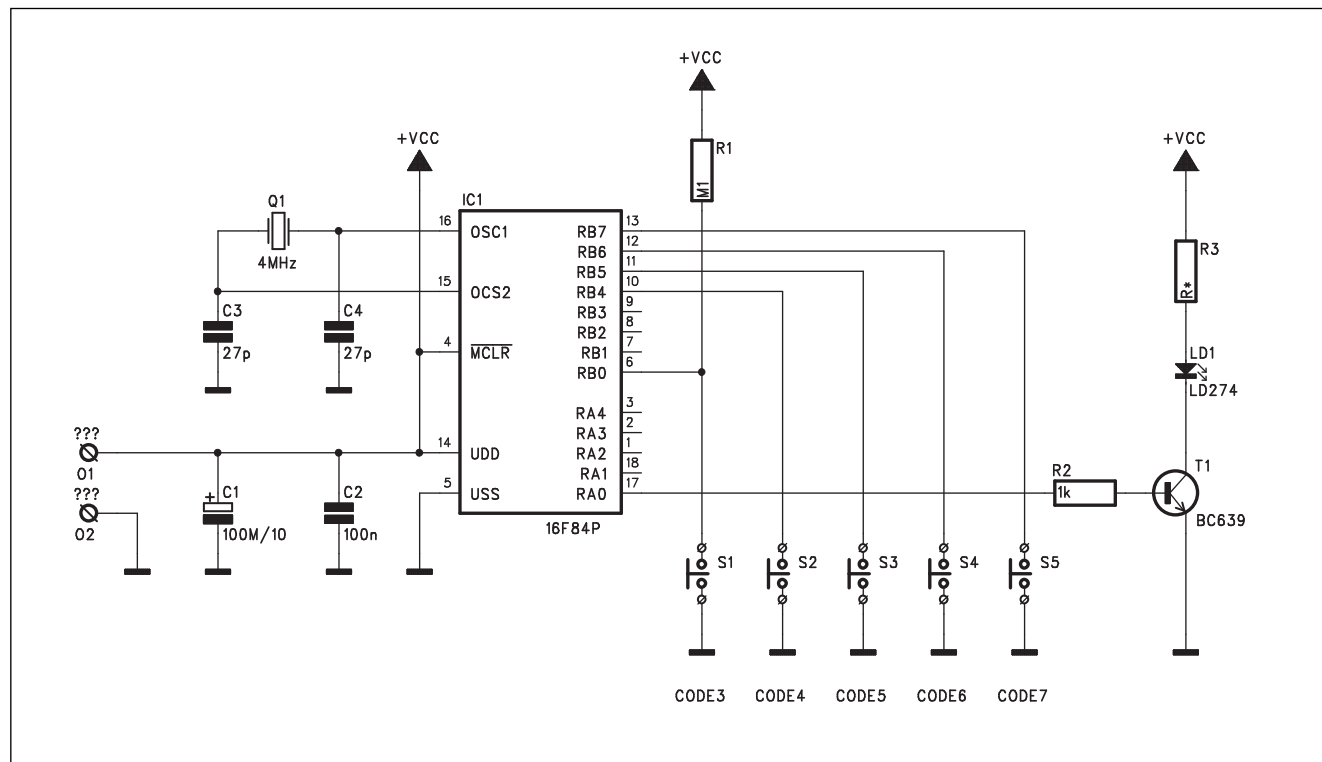 +VCC
R1
M1
+VCC
+VCC
Q1
4MHz
IC1
16
OSC1
15
OCS2
4
MCLR
14
UDD
5
USS
RB7
13
RB6
12
RB5
11
RB4
10
RB3
9
RB2
8
RB1
7
RB0
6
RA4
3
RA3
2
RA2
1
RA1
18
RA0
17
16F84P
C3
27p
C4
27p
???
O1
???
O2
+
C1
100M/10
C2
100n
R3
R*
LD1
LD274
R2
1k
T1
BC639
S1
S2
S3
S4
S5
CODE3
CODE4
CODE5
CODE6
CODE7